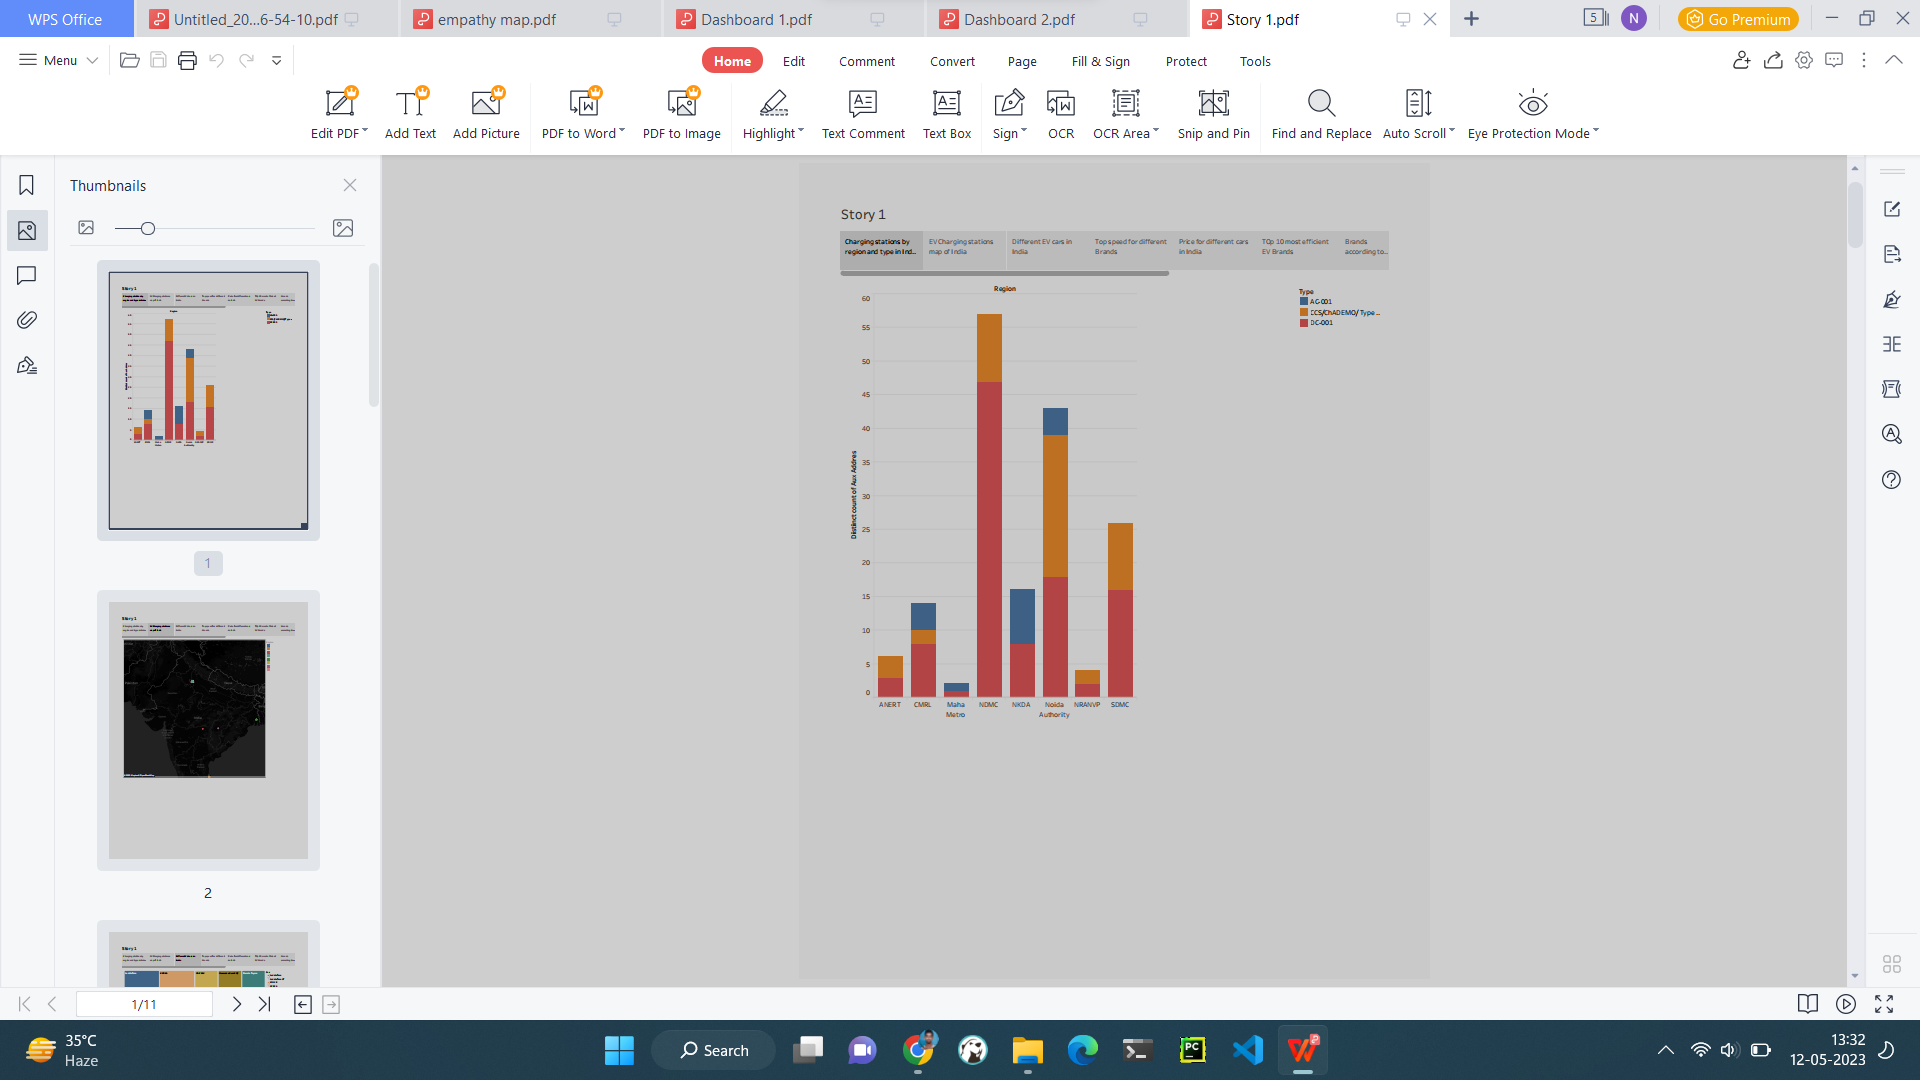 WPS Office
Untitled_20...6-54-10.pdf
empathy map.pdf
Dashboard 1.pdf
Dashboard 2.pdf
Story 1.pdf
5
N
Go Premium
Menu
Home
Edit
Comment
Convert
Page
Fill & Sign
Protect
Tools
Edit PDF
Add Text
Add Picture
PDF to Word
PDF to Image
Highlight
Text Comment
Text Box
Sign
OCR
OCR Area
Snip and Pin
Find and Replace
Auto Scroll
Eye Protection Mode
Thumbnails
Story 1
1
Story 1
2
Story 1
Story 1
Charging stations by
region and type in Ind...
EV Charging stations
map of India
Different EV cars in
India
Top speed for different
Brands
Price for different cars
in India
TOp 10 most efficient
EV Brands
Brands
according to...
Region
Type
AC-001
CCS/ChADEMO/ Type ...
DC-001
Distinct count of Aux Addres
60
55
50
45
40
35
30
25
20
15
10
5
0
ANERT
CMRL
Maha
Metro
NDMC
NKDA
Noida
Authority
NRANVP
SDMC
1/11
35°C
Haze
Search
PC
13:32
12-05-2023